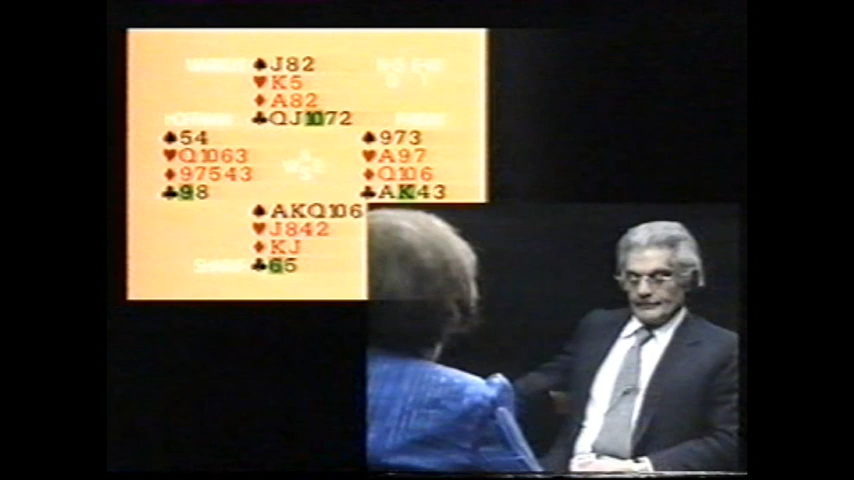 ♠J82
♥K5
♦A82
♣QJ1072
♠54
♥Q1063
♦97543
♣98
♠973
♥A97
♦Q106
♣AK43
♠AKQ106
♥J842
♦KJ
♣65